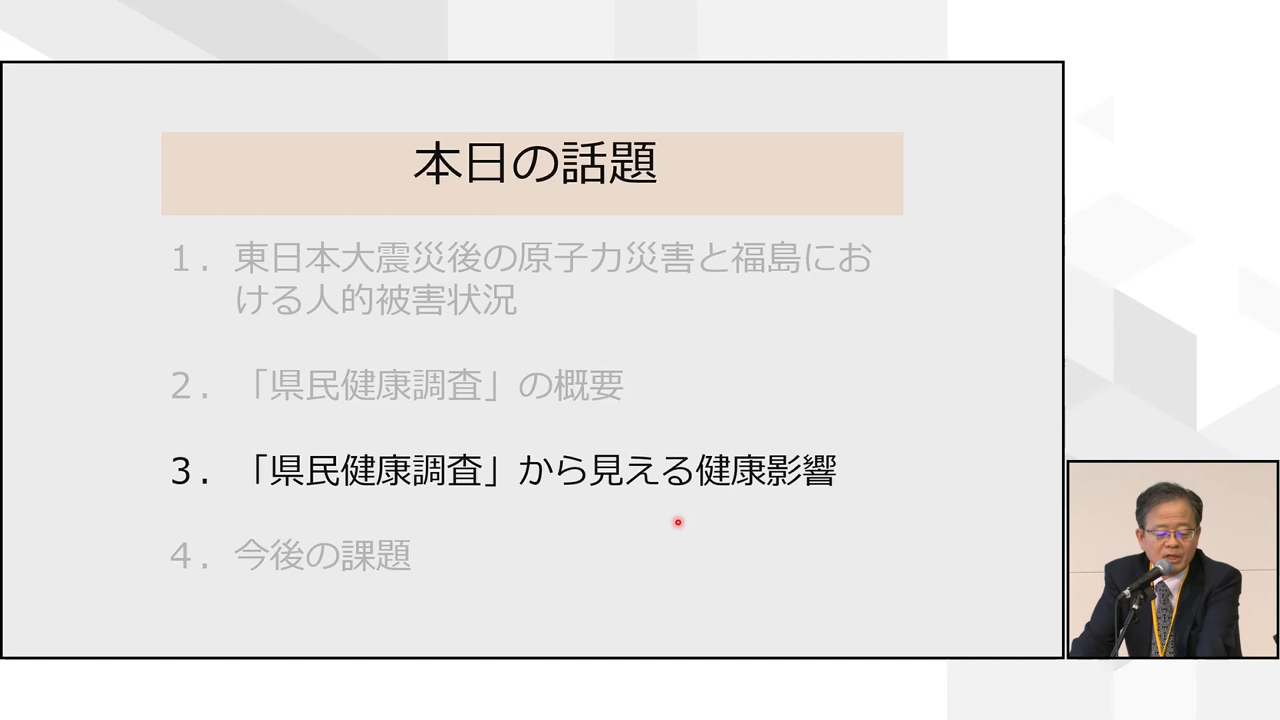 本日の話題
１．東日本大震災後の原子力災害と福島にお
ける人的被害状況
２．「県民健康調査」の概要
３．「県民健康調査」から見える健康影響
４．今後の課題